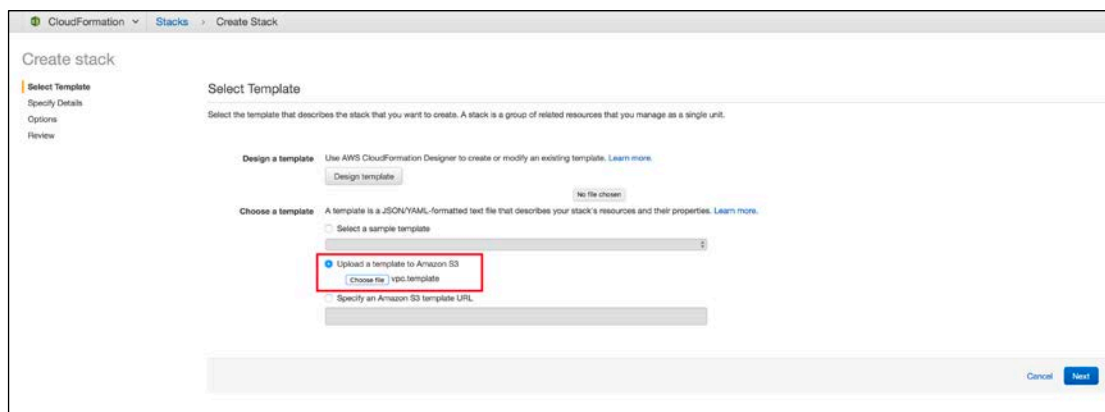 CloudFormation Stacks > Create Stack
Create stack
Select Template
Specify Details
Options
Review
Select Template
Select the template that describes the stack that you want to create. A stack is a group of related resources that you manage as a single unit.
Design a template Use AWS CloudFormation Designer to create or modify an existing template. Learn more.
Design template
No file chosen
Choose a template A template is a JSON/YAML-formatted text file that describes your stack's resources and their properties. Learn more.
Select a sample template
Upload a template to Amazon S3
Choose file vpc.template
Specify an Amazon S3 template URL
Cancel Next